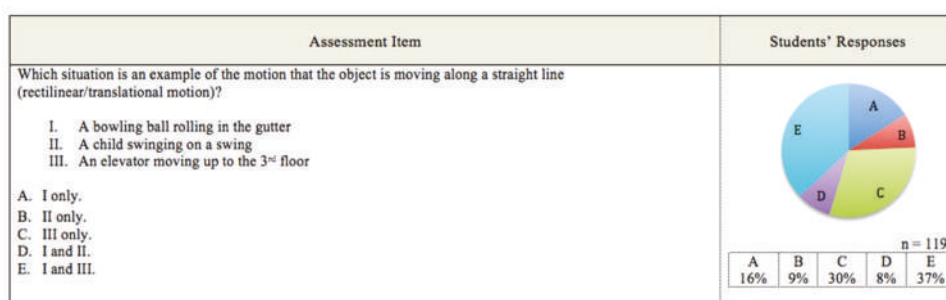 Assessment Item
Students' Responses
Which situation is an example of the motion that the object is moving along a straight line
(rectilinear/translational motion)?
I. A bowling ball rolling in the gutter
II. A child swinging on a swing
III. An elevator moving up to the 3rd floor
A. I only.
B. II only.
C. III only.
D. I and II.
E. I and III.
A
B
C
D
E
n = 119
A B C D E
16% 9% 30% 8% 37%